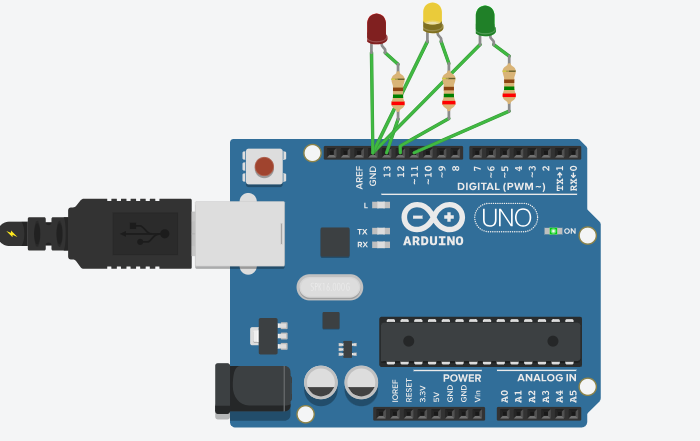 AREF
GND
13
12
~11
~10
~9
8
7
~6
~5
4
~3
2
TX→1
RX←0
DIGITAL (PWM~)
L
TX
RX
UNO
ARDUINO
ON
POWER
ANALOG IN
IOREF
RESET
3.3V
5V
GND
GND
Vin
A0
A1
A2
A3
A4
A5